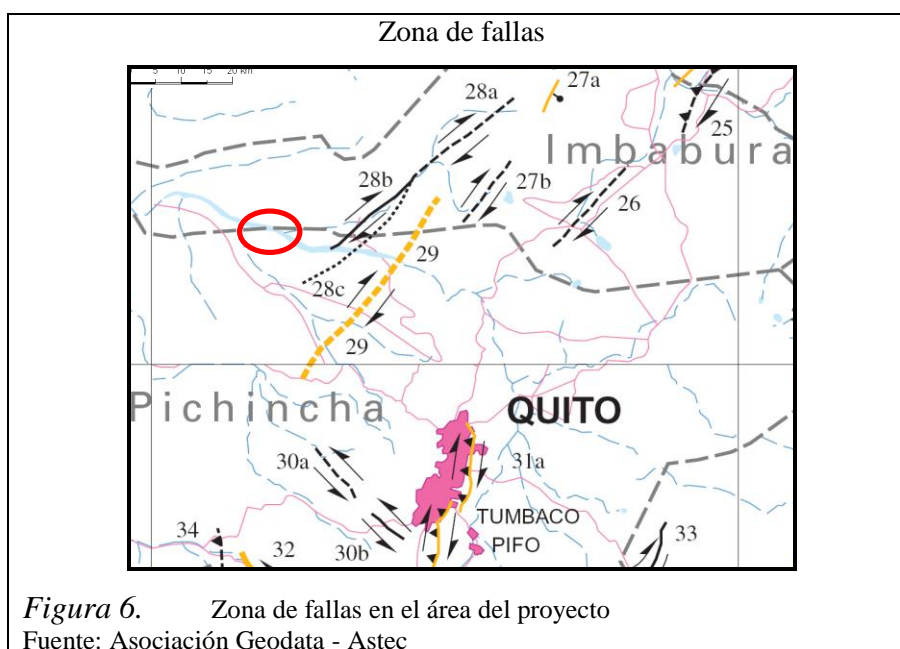 Zona de fallas
5 10 15 20 km
28a
27a
25
Imbabura
28b
27b
26
29
28c
29
Pichincha
QUITO
30a
31a
TUMBACO
34
PIFO
33
32
30b
Figura 6. Zona de fallas en el área del proyecto
Fuente: Asociación Geodata - Astec